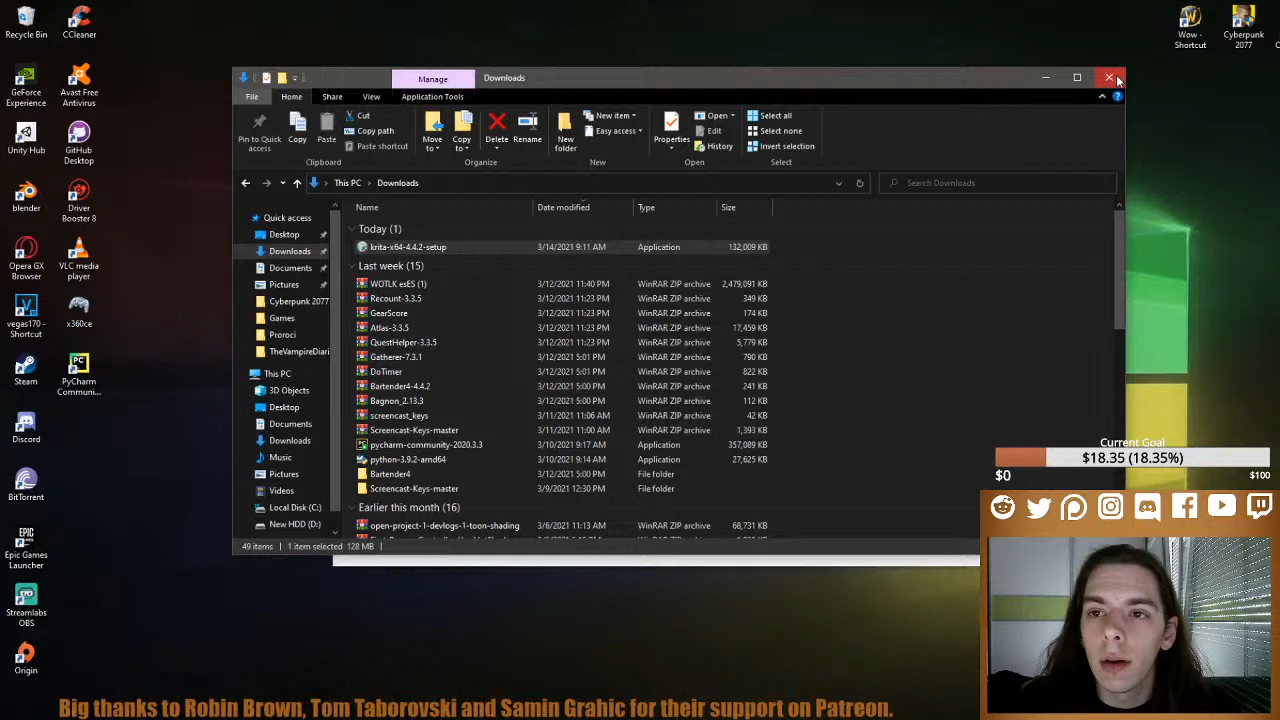 Recycle Bin
CCleaner
GeForce Experience
Avast Free Antivirus
Unity Hub
GitHub Desktop
blender
Driver Booster 8
Opera GX Browser
VLC media player
vegas170 - Shortcut
x360ce
Steam
PyCharm Communi...
Discord
BitTorrent
Epic Games Launcher
Streamlabs OBS
Origin
Wow - Shortcut
Cyberpunk 2077
Manage
Downloads
File
Home
Share
View
Application Tools
Pin to Quick access
Copy
Paste
Cut
Copy path
Paste shortcut
Clipboard
Move to
Copy to
Delete
Rename
Organize
New folder
New item
Easy access
New
Properties
Open
Edit
History
Open
Select all
Select none
Invert selection
Select
This PC > Downloads
Search Downloads
Quick access
Desktop
Downloads
Documents
Pictures
Cyberpunk 2077
Games
Proroci
TheVampireDiari
This PC
3D Objects
Desktop
Documents
Downloads
Music
Pictures
Videos
Local Disk (C:)
New HDD (D:)
Name Date modified Type Size
Today (1)
krita-x64-4.4.2-setup 3/14/2021 9:11 AM Application 132,009 KB
Last week (15)
WOTLK esES (1) 3/12/2021 11:40 PM WinRAR ZIP archive 2,479,091 KB
Recount-3.3.5 3/12/2021 11:23 PM WinRAR ZIP archive 349 KB
GearScore 3/12/2021 11:23 PM WinRAR ZIP archive 174 KB
Atlas-3.3.5 3/12/2021 11:23 PM WinRAR ZIP archive 17,459 KB
QuestHelper-3.3.5 3/12/2021 11:23 PM WinRAR ZIP archive 5,779 KB
Gatherer-7.3.1 3/12/2021 5:01 PM WinRAR ZIP archive 790 KB
DoTimer 3/12/2021 5:01 PM WinRAR ZIP archive 822 KB
Bartender4-4.4.2 3/12/2021 5:00 PM WinRAR ZIP archive 241 KB
Bagnon_2.13.3 3/12/2021 5:00 PM WinRAR ZIP archive 112 KB
screencast_keys 3/11/2021 11:06 AM WinRAR ZIP archive 42 KB
Screencast-Keys-master 3/11/2021 11:00 AM WinRAR ZIP archive 1,393 KB
pycharm-community-2020.3.3 3/10/2021 9:17 AM Application 357,089 KB
python-3.9.2-amd64 3/10/2021 9:14 AM Application 27,625 KB
Bartender4 3/12/2021 5:00 PM File folder
Screencast-Keys-master 3/9/2021 12:30 PM File folder
Earlier this month (16)
open-project-1-devlogs-1-toon-shading 3/6/2021 11:13 AM WinRAR ZIP archive 68,731 KB
49 items 1 item selected 128 MB
Current Goal
$18.35 (18.35%)
$0 $100
Big thanks to Robin Brown, Tom Taborovski and Samin Grahic for their support on Patreon.